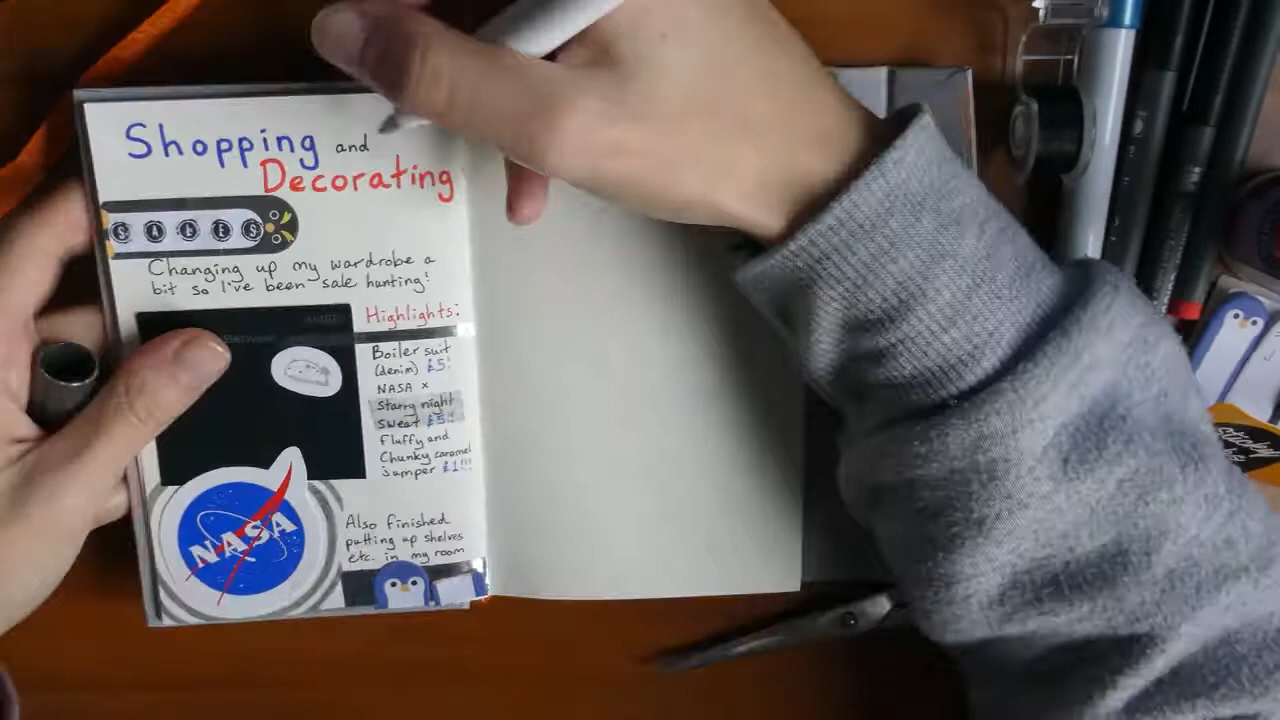 Shopping and
Decorating
SALES
Changing up my wardrobe a
bit so I've been sale hunting!
Highlights:
Boiler suit
(denim) £5!
NASA x
starry night
sweat £5!!
Fluffy and
Chunky caramel
jamper £1!!!
NASA
Also finished
putting up shelves
etc. in my room
sticky